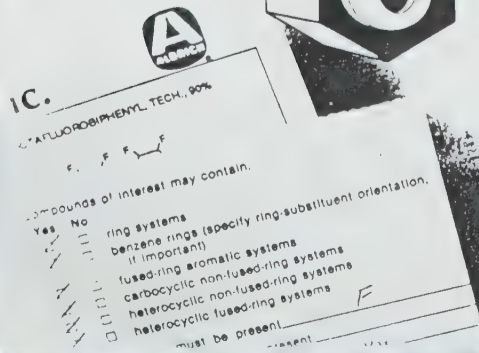 A
ALDRICH
IC.
AFLUOROBIPHENYL, TECH., 90%
F F F F
of interest may contain.
Yes No
ring systems
benzene rings (specify ring-substituent orientation,
if important)
fused-ring aromatic systems
carbocyclic non-fused-ring systems
heterocyclic non-fused-ring systems
heterocyclic fused-ring systems
must be present F